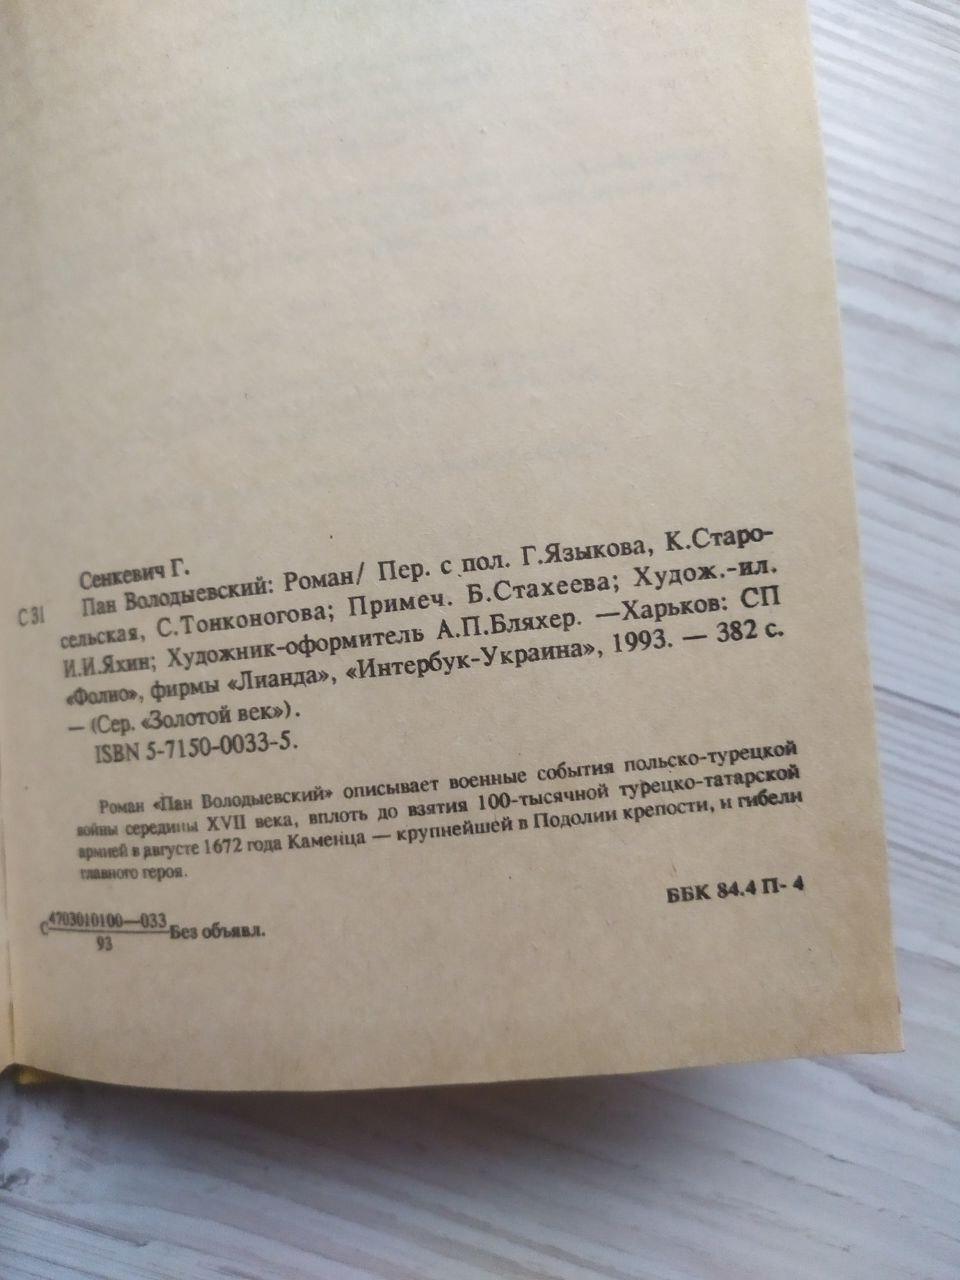 Сенкевич Г.
С 31 Пан Володыевский: Роман/ Пер. с пол. Г.Языкова, К.Старо-
сельская, С.Тонконогова; Примеч. Б.Стахеева; Худож.-ил.
И.И.Яхин; Художник-оформитель А.П.Бляхер. —Харьков: СП
«Фолио», фирмы «Лианда», «Интербук-Украина», 1993. — 382 с.
— (Сер. «Золотой век»).
ISBN 5-7150-0033-5.
Роман «Пан Володыевский» описывает военные события польско-турецкой
войны середины XVII века, вплоть до взятия 100-тысячной турецко-татарской
армией в августе 1672 года Каменца — крупнейшей в Подолии крепости, и гибели
главного героя.
ББК 84.4 П- 4
С 4703010100—033
93
Без объявл.